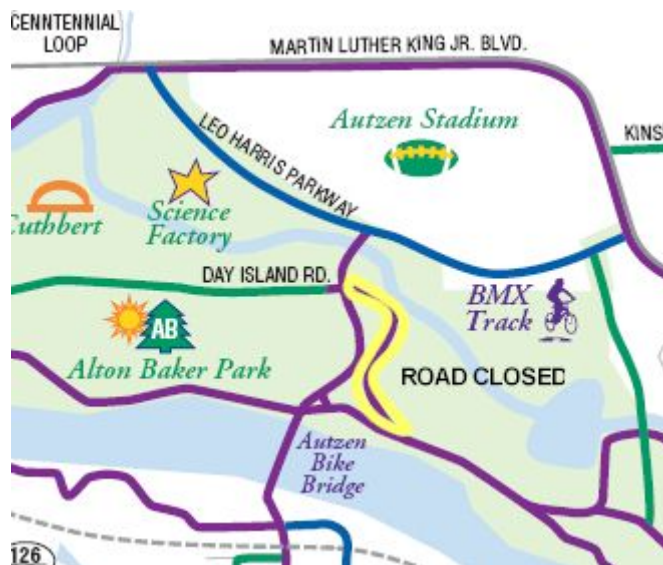 CENNTENNIAL
LOOP
MARTIN LUTHER KING JR. BLVD.
LEO HARRIS PARKWAY
Autzen Stadium
KINS
Cuthbert
Science
Factory
DAY ISLAND RD.
BMX
Track
AB
Alton Baker Park
ROAD CLOSED
Autzen
Bike
Bridge
126